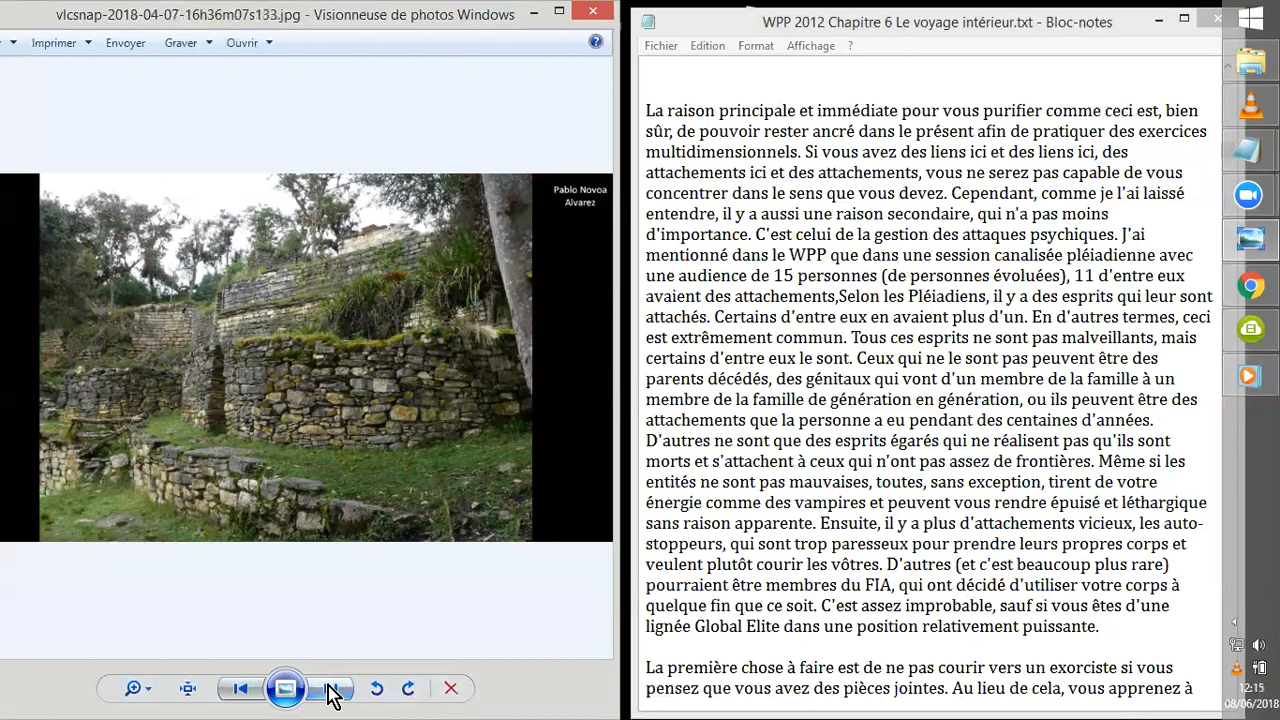 vlcsnap-2018-04-07-16h36m07s133.jpg - Visionneuse de photos Windows
Imprimer Envoyer Graver Ouvrir ?
Pablo Novoa
Alvarez
WPP 2012 Chapitre 6 Le voyage intérieur.txt - Bloc-notes
Fichier Edition Format Affichage ?
La raison principale et immédiate pour vous purifier comme ceci est, bien
sûr, de pouvoir rester ancré dans le présent afin de pratiquer des exercices
multidimensionnels. Si vous avez des liens ici et des liens ici, des
attachements ici et des attachements, vous ne serez pas capable de vous
concentrer dans le sens que vous devez. Cependant, comme je l'ai laissé
entendre, il y a aussi une raison secondaire, qui n'a pas moins
d'importance. C'est celui de la gestion des attaques psychiques. J'ai
mentionné dans le WPP que dans une session canalisée pléiadienne avec
une audience de 15 personnes (de personnes évoluées), 11 d'entre eux
avaient des attachements,Selon les Pléiadiens, il y a des esprits qui leur sont
attachés. Certains d'entre eux en avaient plus d'un. En d'autres termes, ceci
est extrêmement commun. Tous ces esprits ne sont pas malveillants, mais
certains d'entre eux le sont. Ceux qui ne le sont pas peuvent être des
parents décédés, des génitaux qui vont d'un membre de la famille à un
membre de la famille de génération en génération, ou ils peuvent être des
attachements que la personne a eu pendant des centaines d'années.
D'autres ne sont que des esprits égarés qui ne réalisent pas qu'ils sont
morts et s'attachent à ceux qui n'ont pas assez de frontières. Même si les
entités ne sont pas mauvaises, toutes, sans exception, tirent de votre
énergie comme des vampires et peuvent vous rendre épuisé et léthargique
sans raison apparente. Ensuite, il y a plus d'attachements vicieux, les auto-
stoppeurs, qui sont trop paresseux pour prendre leurs propres corps et
veulent plutôt courir les vôtres. D'autres (et c'est beaucoup plus rare)
pourraient être membres du FIA, qui ont décidé d'utiliser votre corps à
quelque fin que ce soit. C'est assez improbable, sauf si vous êtes d'une
lignée Global Elite dans une position relativement puissante.
La première chose à faire est de ne pas courir vers un exorciste si vous
pensez que vous avez des pièces jointes. Au lieu de cela, vous apprenez à
12:15
08/06/2018